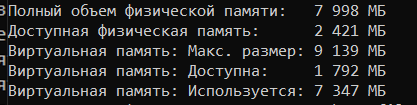 Полный объем физической памяти: 7 998 МБ
Доступная физическая память: 2 421 МБ
Виртуальная память: Макс. размер: 9 139 МБ
Виртуальная память: Доступна: 1 792 МБ
Виртуальная память: Используется: 7 347 МБ